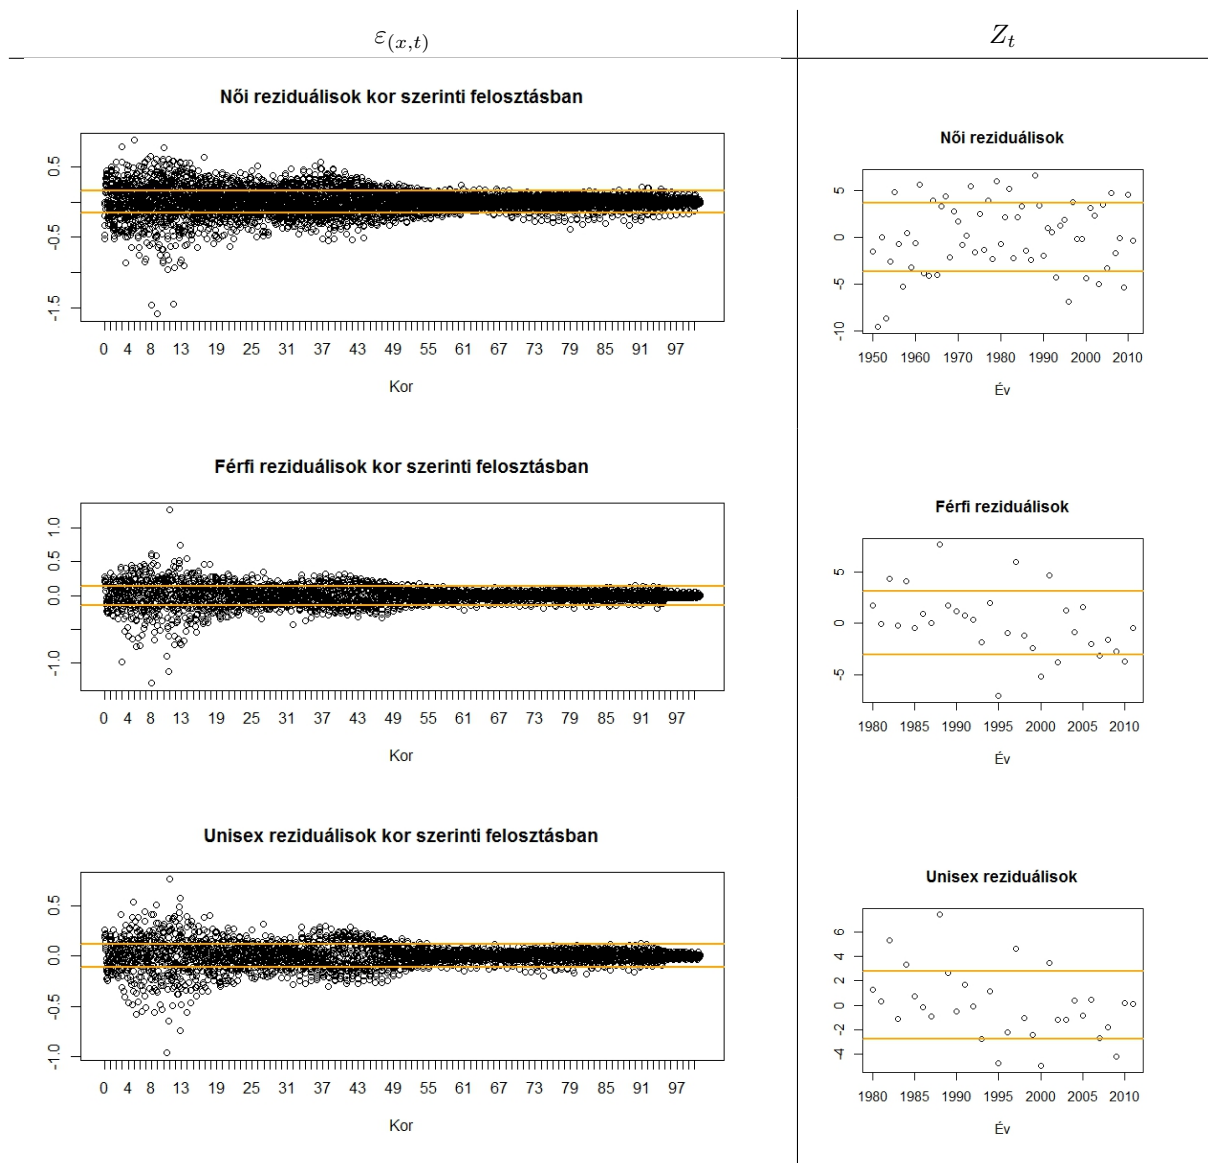 ε(x,t)
Zt
Női reziduálisok kor szerinti felosztásban
0.5
-0.5
-1.5
0 4 8 13 19 25 31 37 43 49 55 61 67 73 79 85 91 97
Kor
Női reziduálisok
5
0
-5
-10
1950 1960 1970 1980 1990 2000 2010
Év
Férfi reziduálisok kor szerinti felosztásban
1.0
0.5
0.0
-1.0
0 4 8 13 19 25 31 37 43 49 55 61 67 73 79 85 91 97
Kor
Férfi reziduálisok
5
0
-5
1980 1985 1990 1995 2000 2005 2010
Év
Unisex reziduálisok kor szerinti felosztásban
0.5
0.0
-0.5
-1.0
0 4 8 13 19 25 31 37 43 49 55 61 67 73 79 85 91 97
Kor
Unisex reziduálisok
6
4
2
0
-2
-4
1980 1985 1990 1995 2000 2005 2010
Év